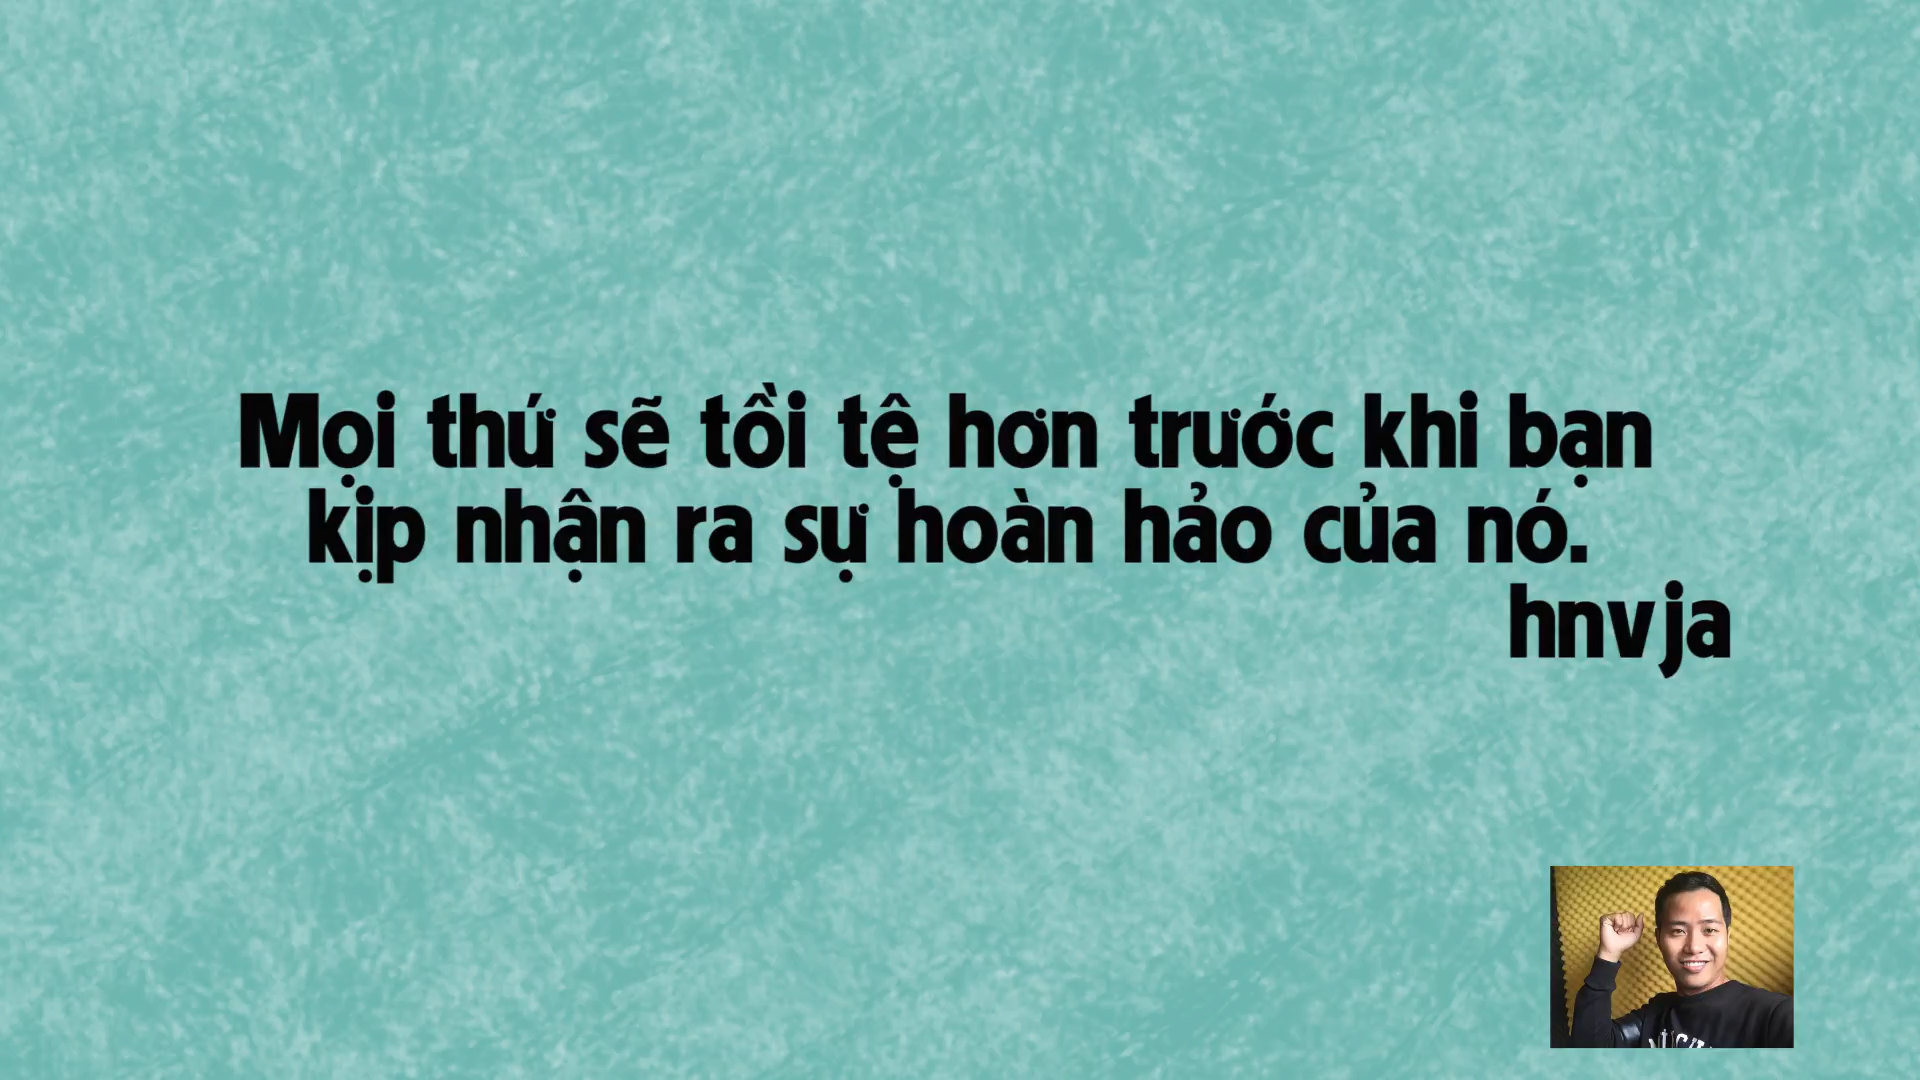 Mọi thứ sẽ tồi tệ hơn trước khi bạn
kịp nhận ra sự hoàn hảo của nó.
hnvja